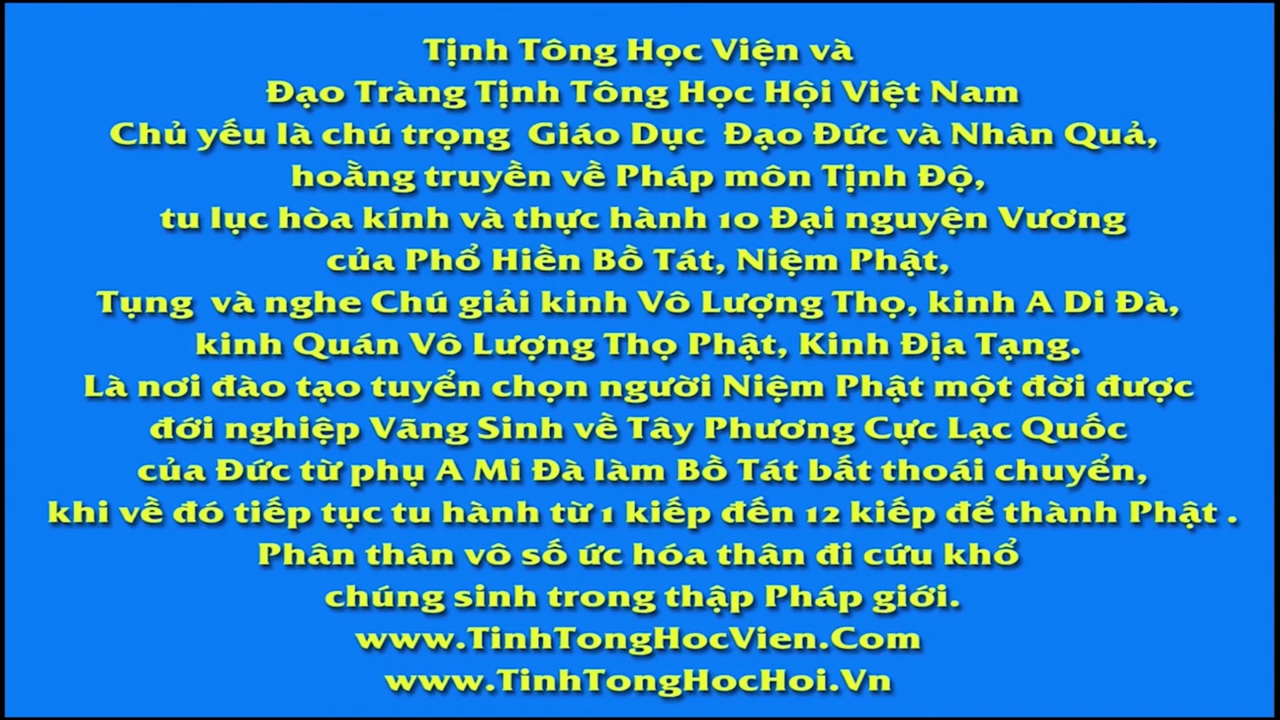 Tịnh Tông Học Viện và
Đạo Tràng Tịnh Tông Học Hội Việt Nam
Chủ yếu là chú trọng Giáo Dục Đạo Đức và Nhân Quả,
hoằng truyền về Pháp môn Tịnh Độ,
tu lục hòa kính và thực hành 10 Đại nguyện Vương
của Phổ Hiền Bồ Tát, Niệm Phật,
Tụng và nghe Chú giải kinh Vô Lượng Thọ, kinh A Di Đà,
kinh Quán Vô Lượng Thọ Phật, Kinh Địa Tạng.
Là nơi đào tạo tuyển chọn người Niệm Phật một đời được
đới nghiệp Vãng Sinh về Tây Phương Cực Lạc Quốc
của Đức từ phụ A Mi Đà làm Bồ Tát bất thoái chuyển,
khi về đó tiếp tục tu hành từ 1 kiếp đến 12 kiếp để thành Phật .
Phân thân vô số ức hóa thân đi cứu khổ
chúng sinh trong thập Pháp giới.
www.TinhTongHocVien.Com
www.TinhTongHocHoi.Vn